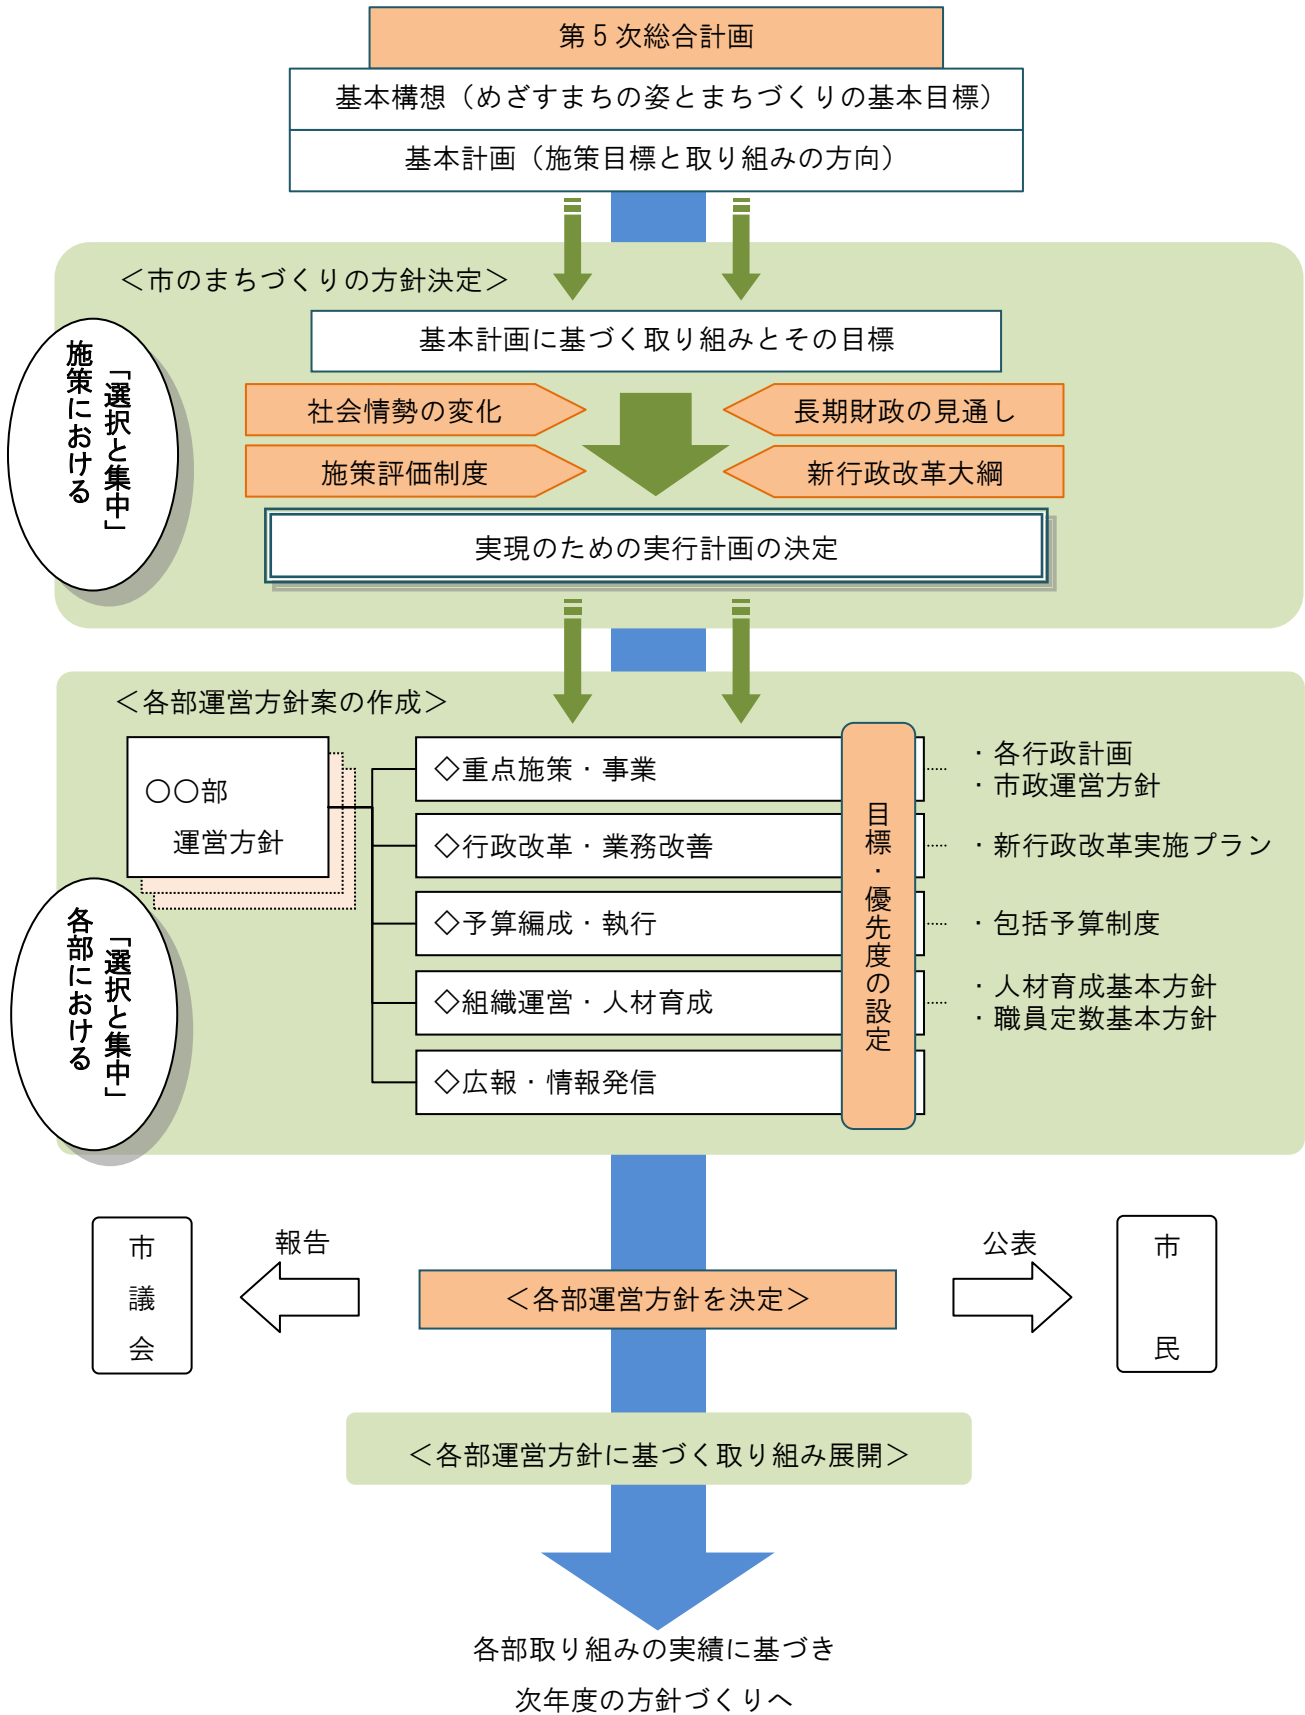 第５次総合計画
基本構想（めざすまちの姿とまちづくりの基本目標）
基本計画（施策目標と取り組みの方向）
＜市のまちづくりの方針決定＞
施策における
「選択と集中」
基本計画に基づく取り組みとその目標
社会情勢の変化
長期財政の見通し
施策評価制度
新行政改革大綱
実現のための実行計画の決定
＜各部運営方針案の作成＞
○○部
運営方針
各部における
「選択と集中」
◇重点施策・事業
◇行政改革・業務改善
◇予算編成・執行
◇組織運営・人材育成
◇広報・情報発信
目標・優先度の設定
・各行政計画
・市政運営方針
・新行政改革実施プラン
・包括予算制度
・人材育成基本方針
・職員定数基本方針
市議会
報告
＜各部運営方針を決定＞
公表
市民
＜各部運営方針に基づく取り組み展開＞
各部取り組みの実績に基づき
次年度の方針づくりへ